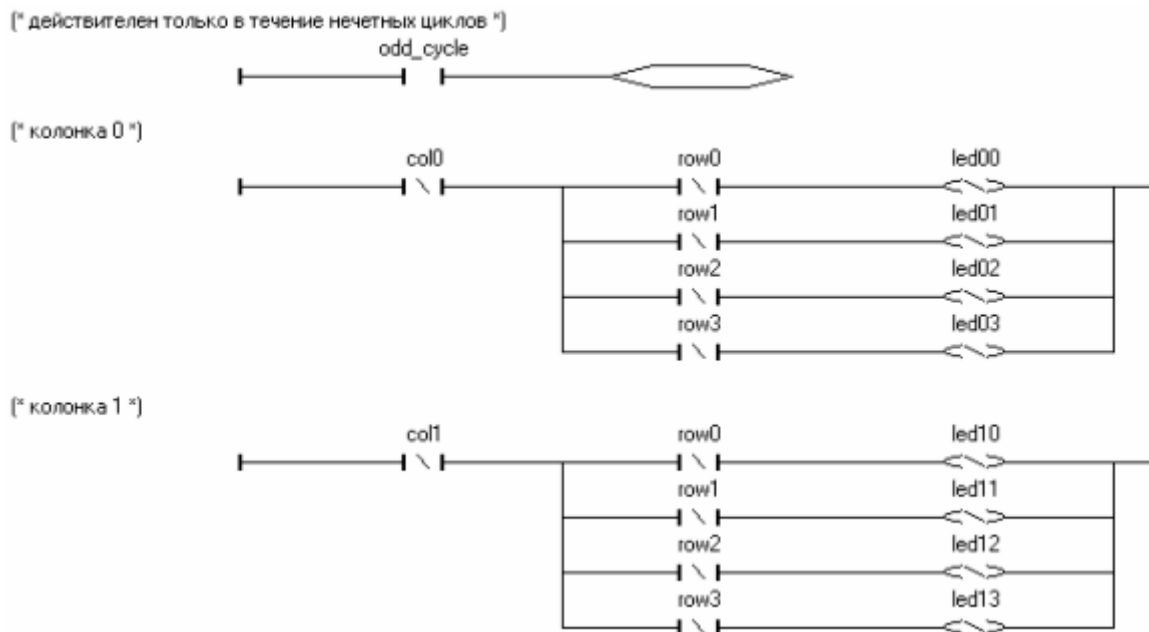 (* действителен только в течение нечетных циклов *)
odd_cycle
(* колонка 0 *)
col0 row0 led00
row1 led01
row2 led02
row3 led03
(* колонка 1 *)
col1 row0 led10
row1 led11
row2 led12
row3 led13